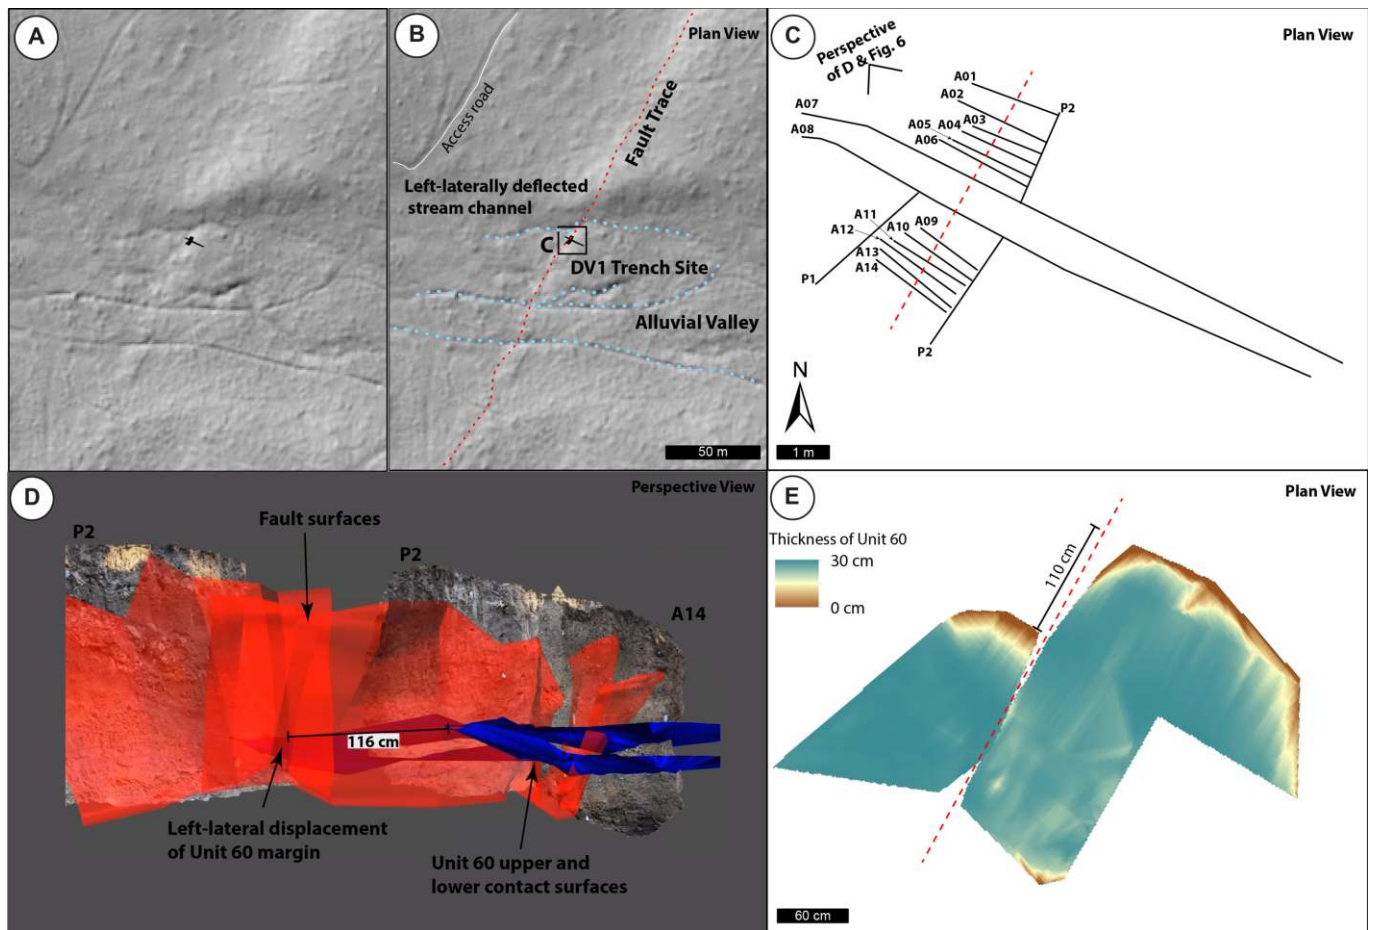 A
B
Plan View
Access road
Fault Trace
Left-laterally deflected
stream channel
C
DV1 Trench Site
Alluvial Valley
50 m
C
Plan View
Perspective
of D & Fig. 6
A01
A02
P2
A07
A03
A04
A05
A08
A06
A11
A09
A12
A10
A13
A14
P1
P2
N
1 m
D
Perspective View
P2
Fault surfaces
P2
A14
116 cm
Left-lateral displacement
of Unit 60 margin
Unit 60 upper and
lower contact surfaces
E
Plan View
Thickness of Unit 60
30 cm
0 cm
110 cm
60 cm